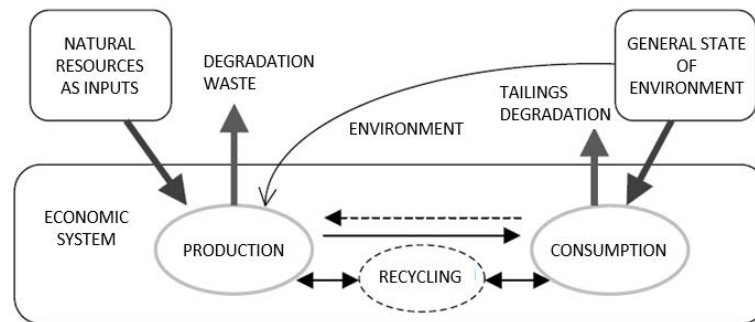 NATURAL
RESOURCES
AS INPUTS
DEGRADATION
WASTE
ENVIRONMENT
TAILINGS
DEGRADATION
GENERAL STATE
OF
ENVIRONMENT
ECONOMIC
SYSTEM
PRODUCTION
RECYCLING
CONSUMPTION